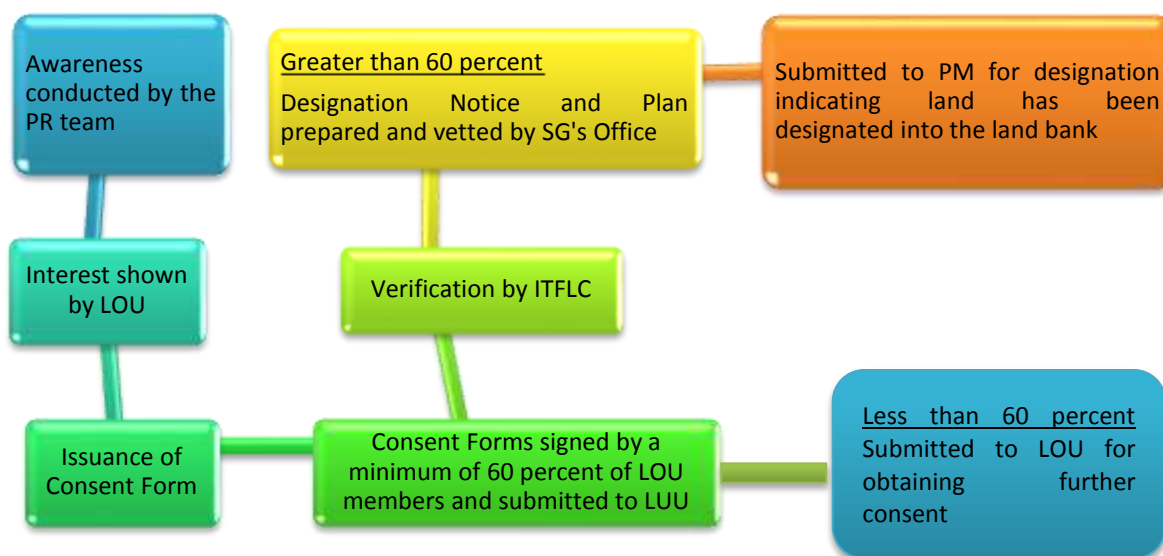 Awareness
conducted by the
PR team
Interest shown
by LOU
Issuance of
Consent Form
Consent Forms signed by a
minimum of 60 percent of LOU
members and submitted to LUU
Verification by ITFLC
Greater than 60 percent
Designation Notice and Plan
prepared and vetted by SG's Office
Submitted to PM for designation
indicating land has been
designated into the land bank
Less than 60 percent
Submitted to LOU for
obtaining further
consent